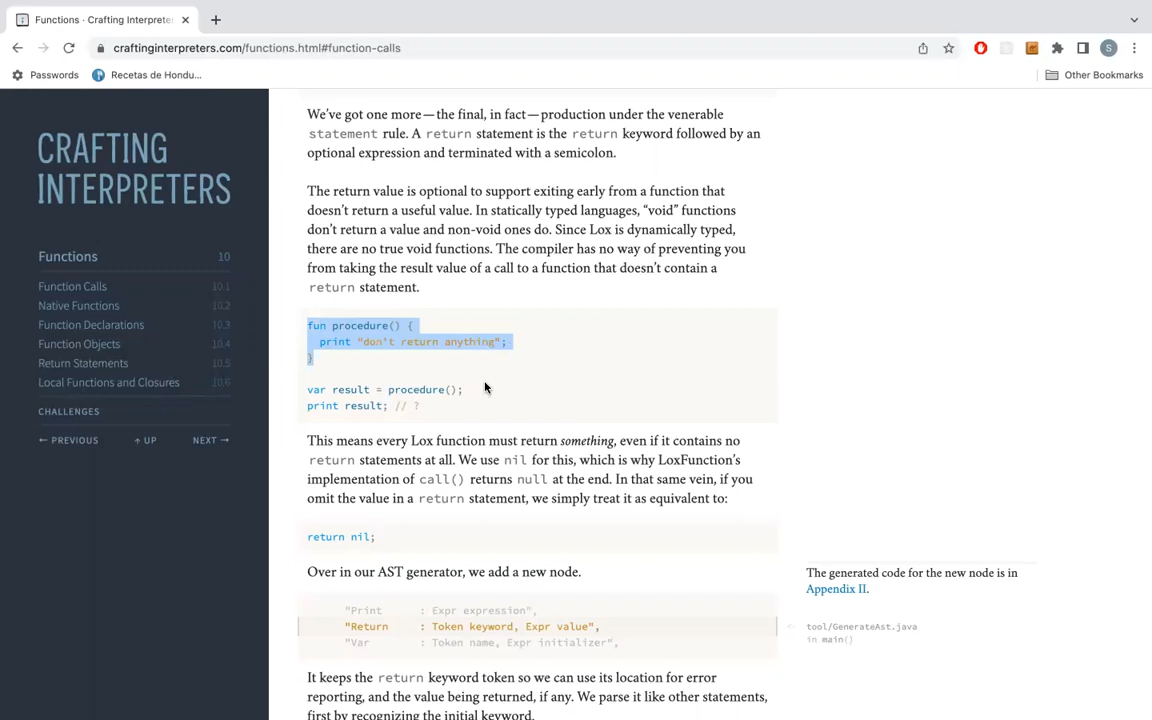 Functions · Crafting Interprete
craftinginterpreters.com/functions.html#function-calls
S
Passwords
Recetas de Hondu...
Other Bookmarks
CRAFTING
INTERPRETERS
Functions 10
Function Calls 10.1
Native Functions 10.2
Function Declarations 10.3
Function Objects 10.4
Return Statements 10.5
Local Functions and Closures 10.6
CHALLENGES
← PREVIOUS ↑ UP NEXT →
We've got one more—the final, in fact—production under the venerable
statement rule. A return statement is the return keyword followed by an
optional expression and terminated with a semicolon.
The return value is optional to support exiting early from a function that
doesn't return a useful value. In statically typed languages, “void” functions
don't return a value and non-void ones do. Since Lox is dynamically typed,
there are no true void functions. The compiler has no way of preventing you
from taking the result value of a call to a function that doesn't contain a
return statement.
fun procedure() {
print "don't return anything";
}
var result = procedure();
print result; // ?
This means every Lox function must return something, even if it contains no
return statements at all. We use nil for this, which is why LoxFunction's
implementation of call() returns null at the end. In that same vein, if you
omit the value in a return statement, we simply treat it as equivalent to:
return nil;
Over in our AST generator, we add a new node.
"Print : Expr expression",
"Return : Token keyword, Expr value",
"Var : Token name, Expr initializer",
It keeps the return keyword token so we can use its location for error
reporting, and the value being returned, if any. We parse it like other statements,
first by recognizing the initial keyword.
The generated code for the new node is in
Appendix II.
tool/GenerateAst.java
in main()